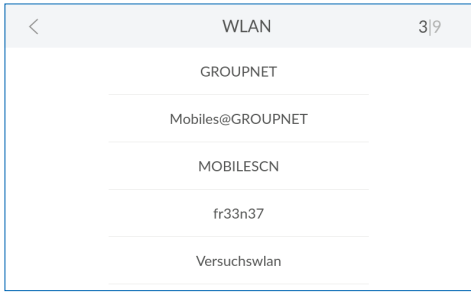 WLAN 3|9
GROUPNET
Mobiles@GROUPNET
MOBILESCN
fr33n37
Versuchswlan